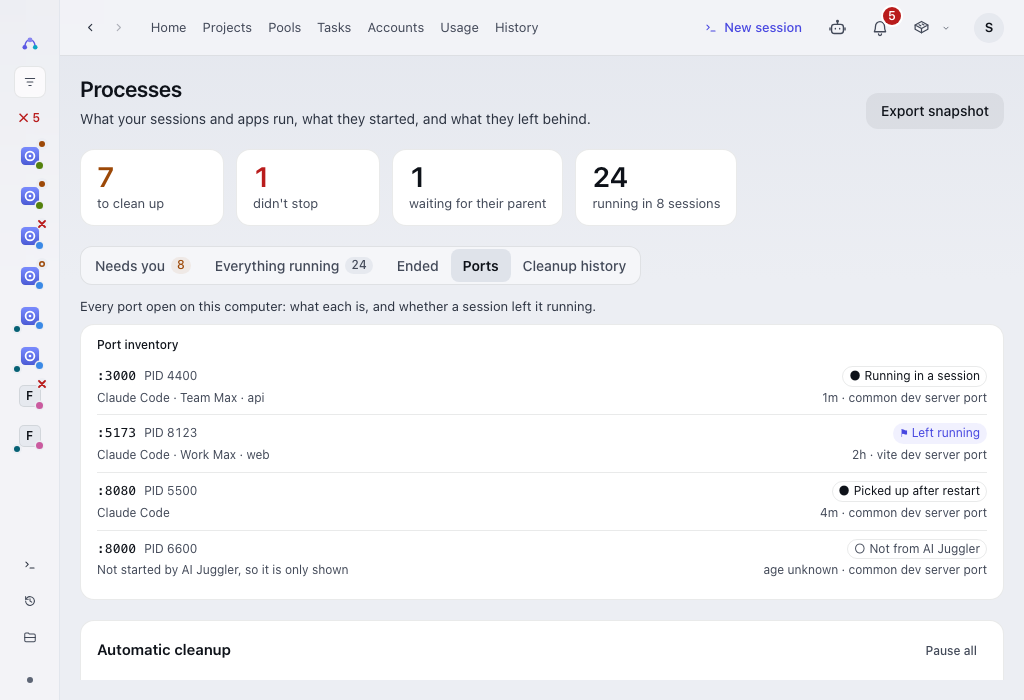 Home Projects Pools Tasks Accounts Usage History
New session
5
S
5
F
F
Processes
What your sessions and apps run, what they started, and what they left behind.
Export snapshot
7
to clean up
1
didn't stop
1
waiting for their parent
24
running in 8 sessions
Needs you 8 Everything running 24 Ended Ports Cleanup history
Every port open on this computer: what each is, and whether a session left it running.
Port inventory
:3000 PID 4400 Running in a session
Claude Code · Team Max · api 1m · common dev server port
:5173 PID 8123 Left running
Claude Code · Work Max · web 2h · vite dev server port
:8080 PID 5500 Picked up after restart
Claude Code 4m · common dev server port
:8000 PID 6600 Not from AI Juggler
Not started by AI Juggler, so it is only shown age unknown · common dev server port
Automatic cleanup Pause all